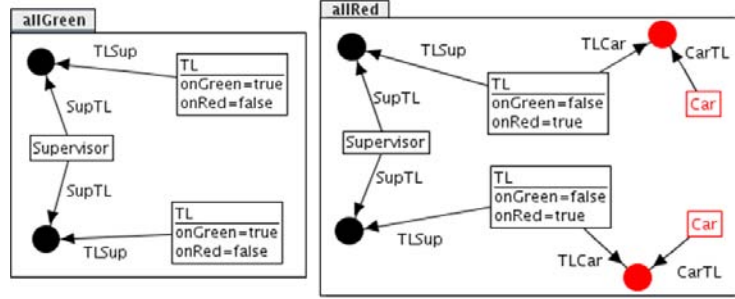 allGreen
TLSup
TL
onGreen=true
onRed=false
SupTL
Supervisor
SupTL
TL
onGreen=true
onRed=false
TLSup
allRed
TLSup
TLCar
CarTL
TL
onGreen=false
onRed=true
Car
SupTL
Supervisor
SupTL
TL
onGreen=false
onRed=true
Car
TLSup
TLCar
CarTL